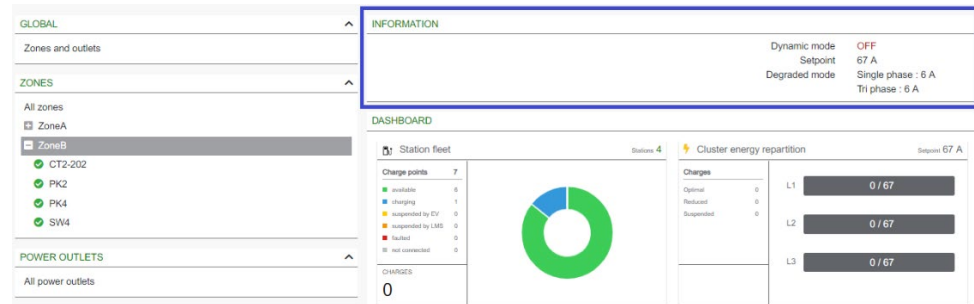 GLOBAL
Zones and outlets
ZONES
All zones
ZoneA
ZoneB
CT2-202
PK2
PK4
SW4
POWER OUTLETS
All power outlets
INFORMATION
Dynamic mode OFF
Setpoint 67 A
Degraded mode Single phase : 6 A
Tri phase : 6 A
DASHBOARD
Station fleet Stations 4
Charge points 7
available 6
charging 1
suspended by EV 0
suspended by LMS 0
faulted 0
not connected 0
CHARGES
0
Cluster energy repartition Setpoint 67 A
Charges
Optimal 0
Reduced 0
Suspended 0
L1 0 / 67
L2 0 / 67
L3 0 / 67